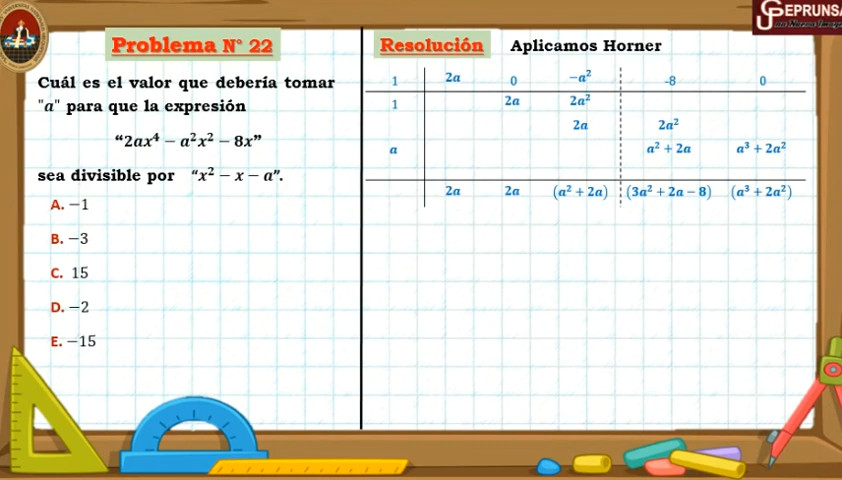 CEPRUNSA
Problema N° 22
Cuál es el valor que debería tomar
"a" para que la expresión
“2ax⁴ − a²x² − 8x”
sea divisible por “x² − x − a”.
A. −1
B. −3
C. 15
D. −2
E. −15
Resolución Aplicamos Horner
1 2a 0 −a² -8 0
1 2a 2a²
2a 2a²
a a² + 2a a³ + 2a²
2a 2a (a² + 2a) (3a² + 2a − 8) (a³ + 2a²)